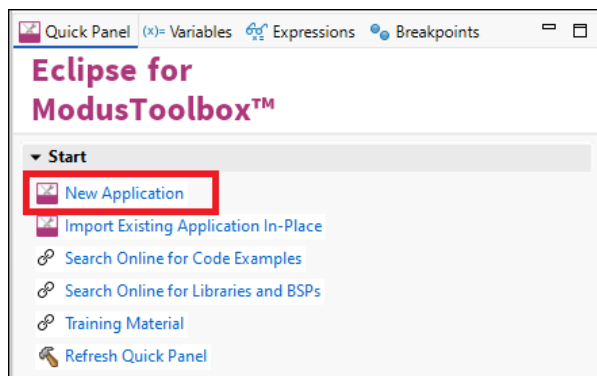 Quick Panel (x)= Variables Expressions Breakpoints
Eclipse for
ModusToolbox™
Start
New Application
Import Existing Application In-Place
Search Online for Code Examples
Search Online for Libraries and BSPs
Training Material
Refresh Quick Panel